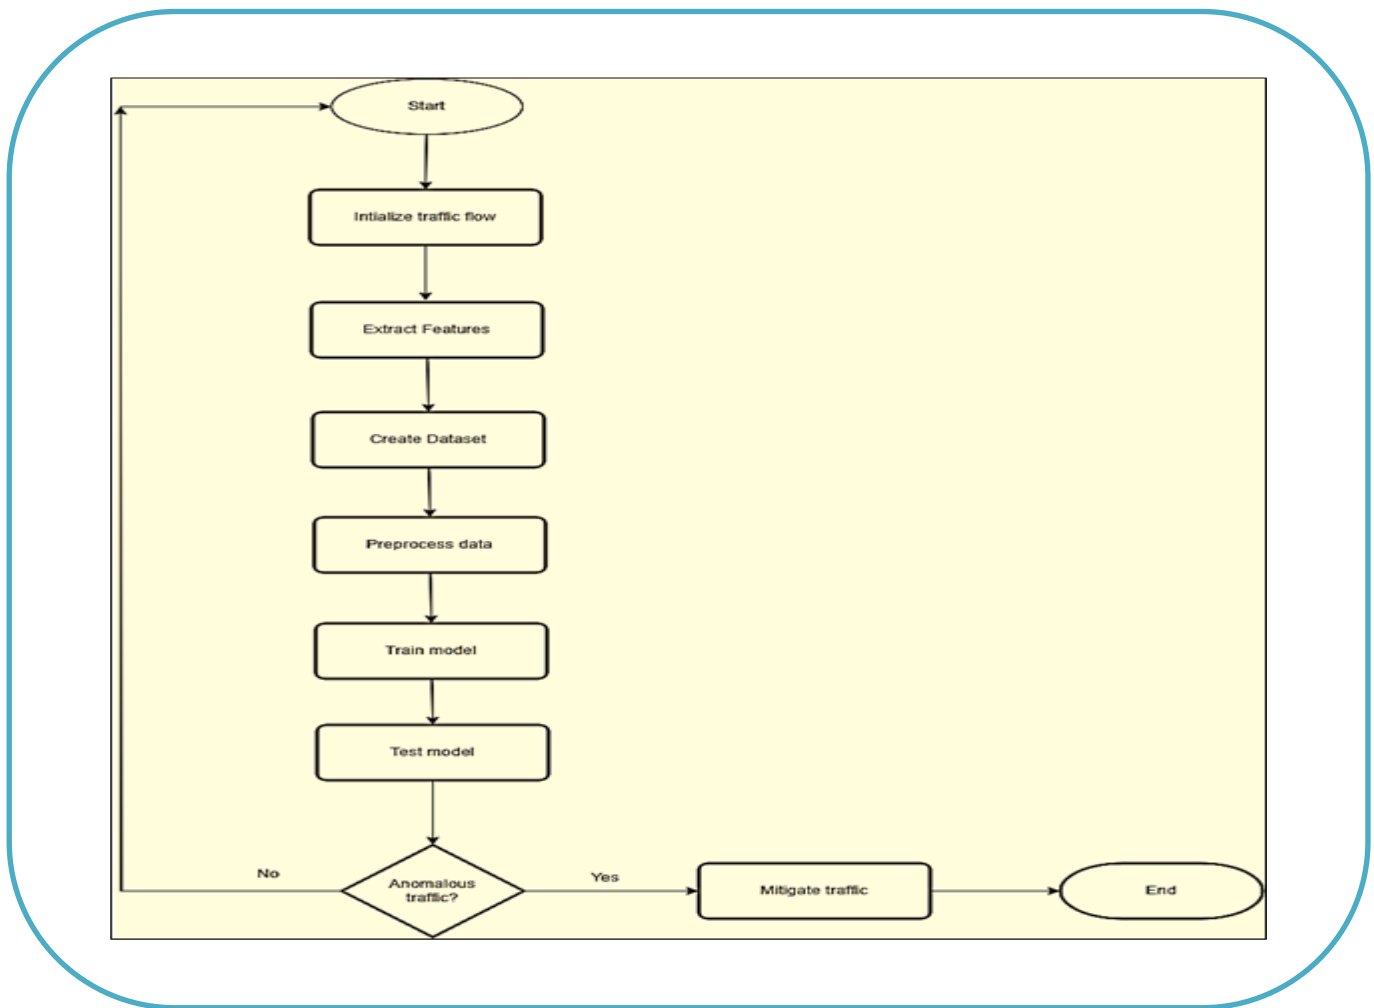 Start
Intialize traffic flow
Extract Features
Create Dataset
Preprocess data
Train model
Test model
Anomalous
traffic?
No
Yes
Mitigate traffic
End